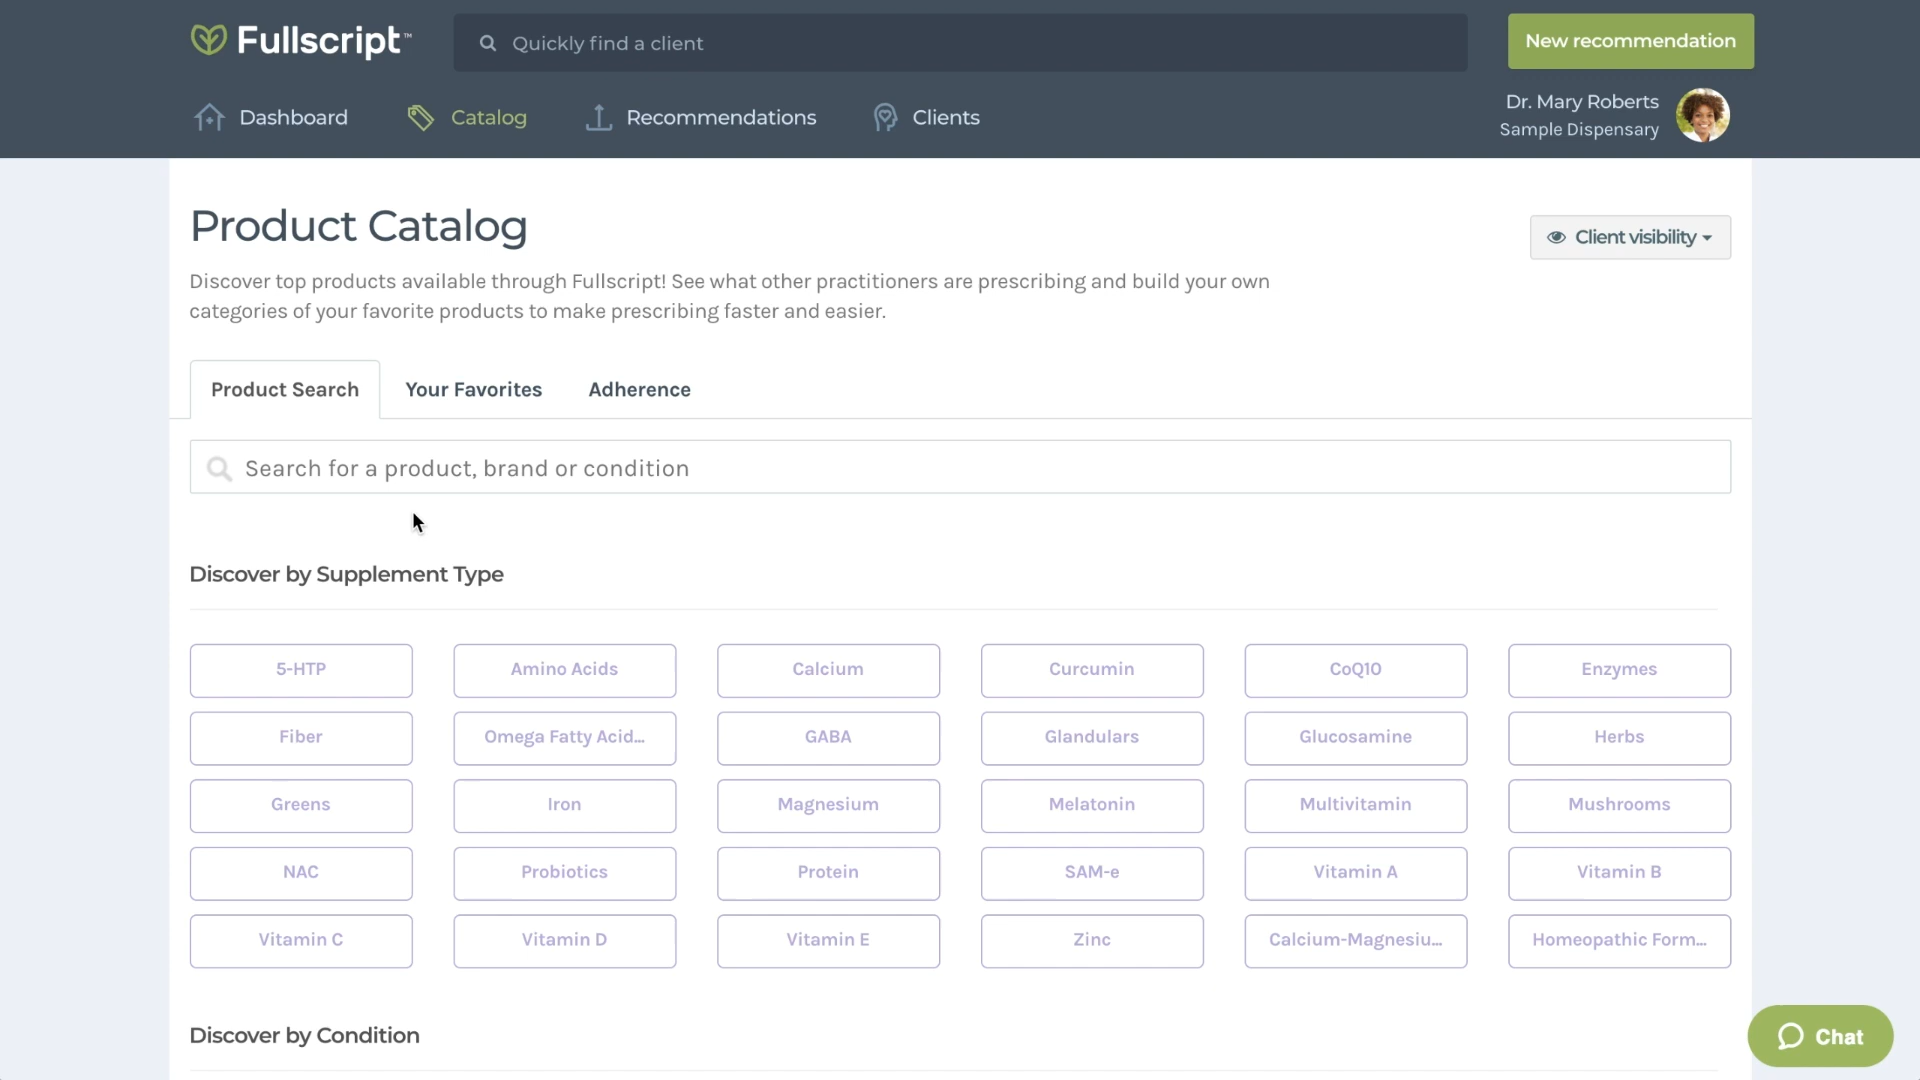 Fullscript™
Quickly find a client
New recommendation
Dashboard
Catalog
Recommendations
Clients
Dr. Mary Roberts
Sample Dispensary
Product Catalog
Client visibility
Discover top products available through Fullscript! See what other practitioners are prescribing and build your own
categories of your favorite products to make prescribing faster and easier.
Product Search
Your Favorites
Adherence
Search for a product, brand or condition
Discover by Supplement Type
5-HTP
Amino Acids
Calcium
Curcumin
CoQ10
Enzymes
Fiber
Omega Fatty Acid...
GABA
Glandulars
Glucosamine
Herbs
Greens
Iron
Magnesium
Melatonin
Multivitamin
Mushrooms
NAC
Probiotics
Protein
SAM-e
Vitamin A
Vitamin B
Vitamin C
Vitamin D
Vitamin E
Zinc
Calcium-Magnesiu...
Homeopathic Form...
Discover by Condition
Chat